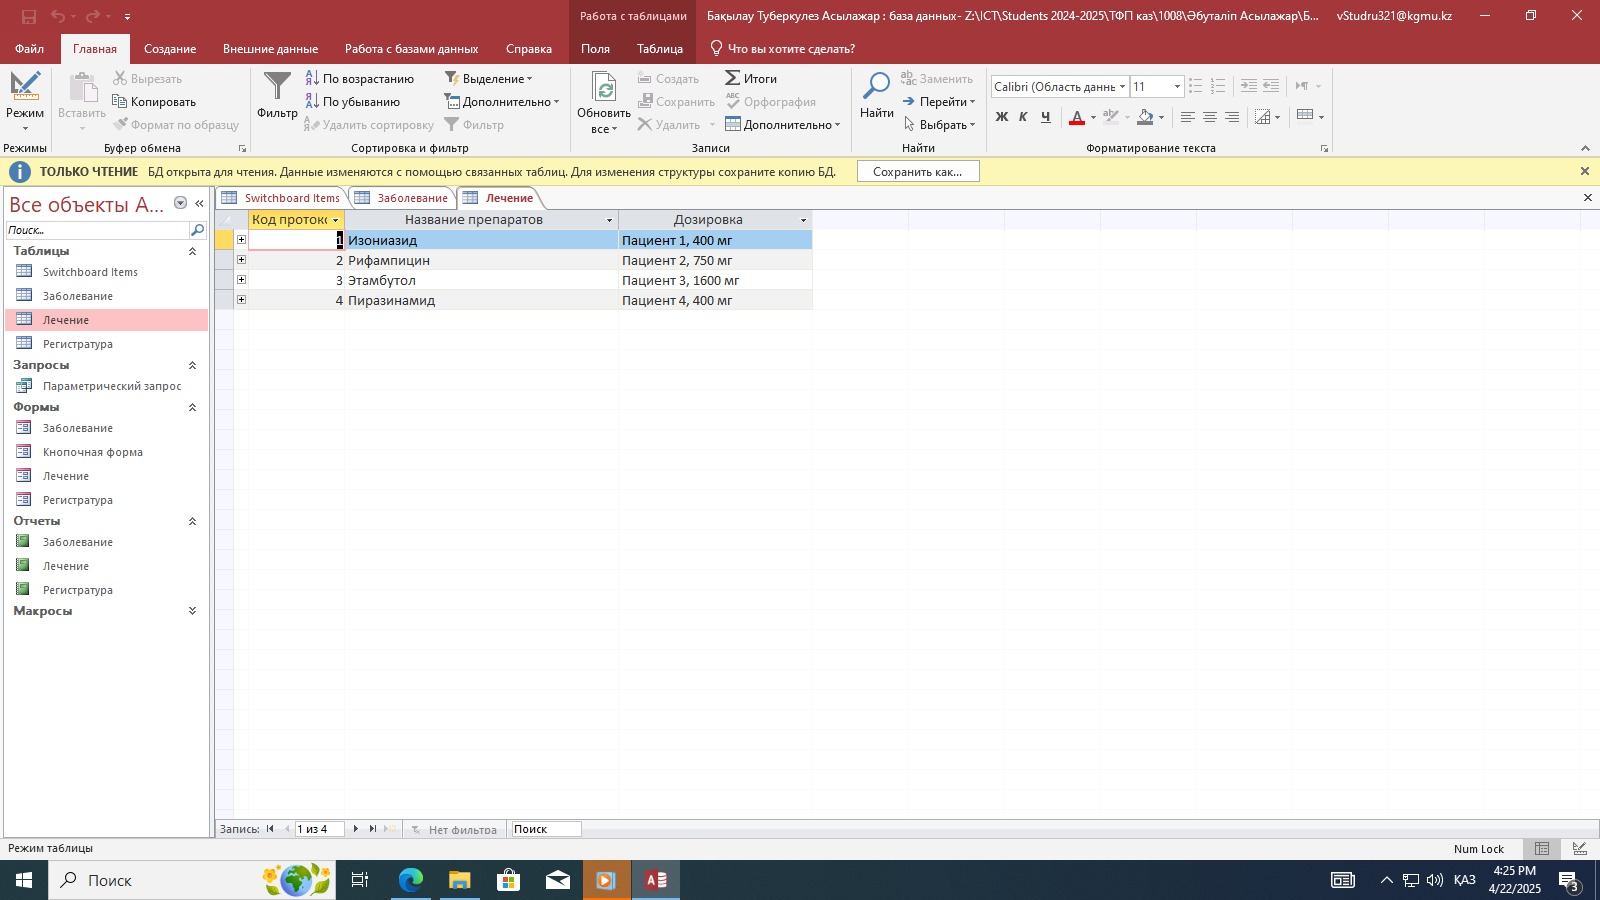 Работа с таблицами
Бақылау Туберкулез Асылажар : база данных- Z:\ICT\Students 2024-2025\ТФП каз\1008\Әбуталіп Асылажар\Б...
vStudru321@kgmu.kz
Файл Главная Создание Внешние данные Работа с базами данных Справка Поля Таблица Что вы хотите сделать?
Режим
Режимы
Вставить
Вырезать
Копировать
Формат по образцу
Буфер обмена
Фильтр
По возрастанию
По убыванию
Удалить сортировку
Выделение
Дополнительно
Фильтр
Сортировка и фильтр
Обновить
все
Создать
Сохранить
Удалить
Итоги
Орфография
Дополнительно
Записи
Найти
Заменить
Перейти
Выбрать
Найти
Calibri (Область данн
11
Ж К Ч
Форматирование текста
ТОЛЬКО ЧТЕНИЕ БД открыта для чтения. Данные изменяются с помощью связанных таблиц. Для изменения структуры сохраните копию БД.
Сохранить как...
Все объекты A...
Поиск...
Таблицы
Switchboard Items
Заболевание
Лечение
Регистратура
Запросы
Параметрический запрос
Формы
Заболевание
Кнопочная форма
Лечение
Регистратура
Отчеты
Заболевание
Лечение
Регистратура
Макросы
Switchboard Items Заболевание Лечение
Код проток Название препаратов Дозировка
1 Изониазид Пациент 1, 400 мг
2 Рифампицин Пациент 2, 750 мг
3 Этамбутол Пациент 3, 1600 мг
4 Пиразинамид Пациент 4, 400 мг
Запись: 1 из 4 Нет фильтра Поиск
Режим таблицы
Num Lock
Поиск
ҚАЗ
4:25 PM
4/22/2025
3